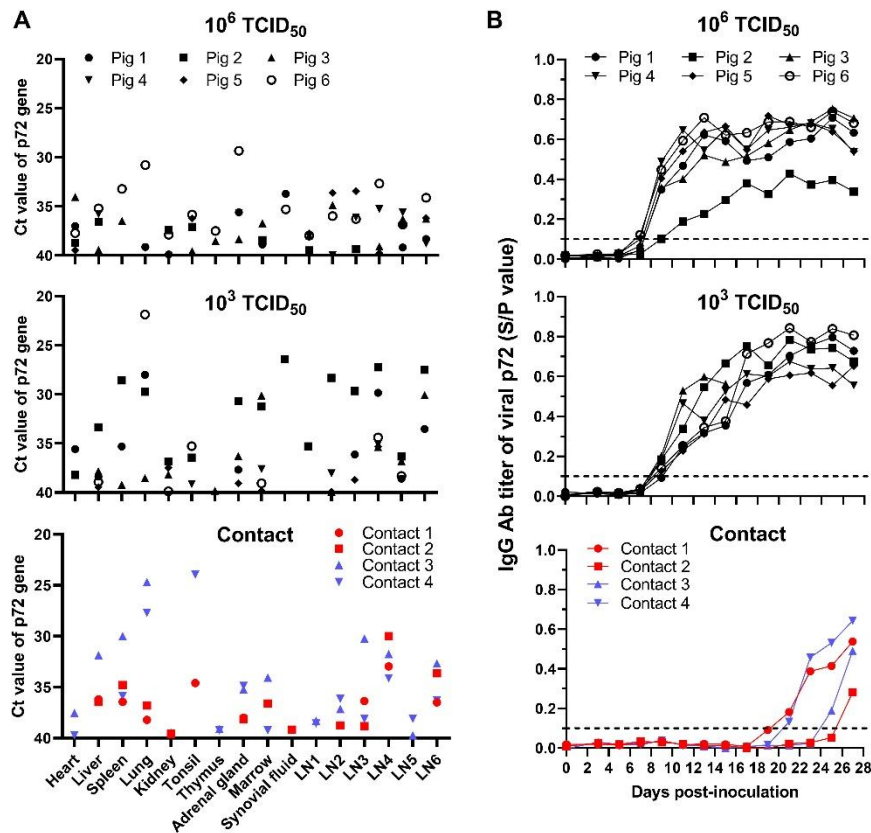 A
10⁶ TCID₅₀
Pig 1 Pig 2 Pig 3
Pig 4 Pig 5 Pig 6
Ct value of p72 gene
20
25
30
35
40
10³ TCID₅₀
Ct value of p72 gene
20
25
30
35
40
Contact
Contact 1
Contact 2
Contact 3
Contact 4
Ct value of p72 gene
20
25
30
35
40
Heart Liver Spleen Lung Kidney Tonsil Thymus Adrenal gland Marrow Synovial fluid LN1 LN2 LN3 LN4 LN5 LN6
B
10⁶ TCID₅₀
Pig 1 Pig 2 Pig 3
Pig 4 Pig 5 Pig 6
IgG Ab titer of viral p72 (S/P value)
1.0
0.8
0.6
0.4
0.2
0.0
10³ TCID₅₀
1.0
0.8
0.6
0.4
0.2
0.0
Contact
Contact 1
Contact 2
Contact 3
Contact 4
1.0
0.8
0.6
0.4
0.2
0.0
0 2 4 6 8 10 12 14 16 18 20 22 24 26 28
Days post-inoculation